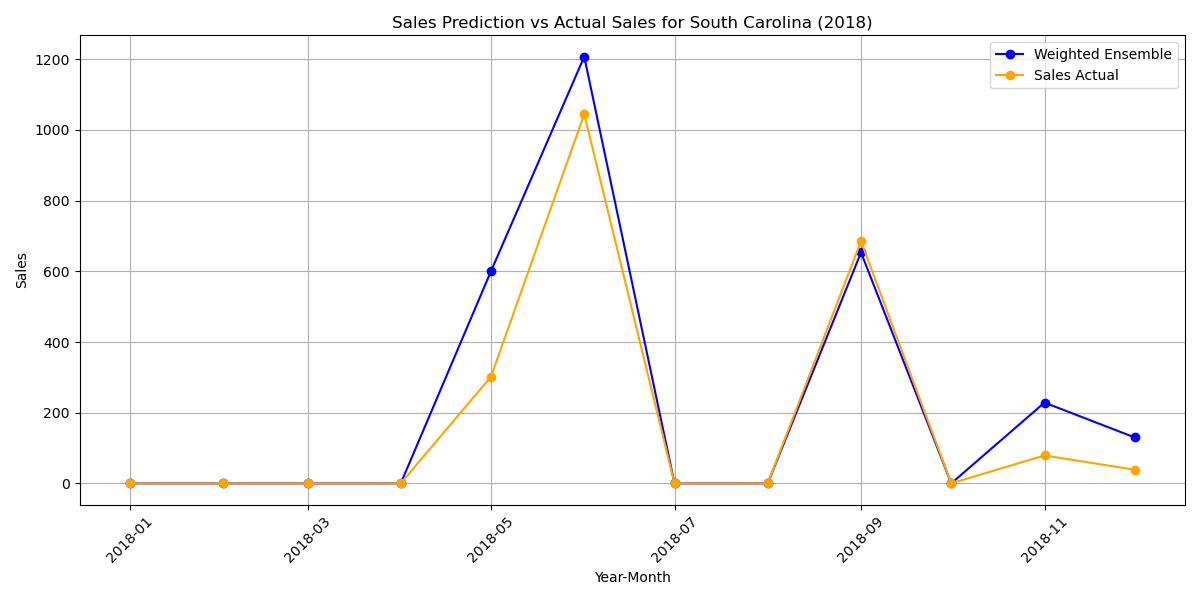 Sales Prediction vs Actual Sales for South Carolina (2018)
Weighted Ensemble
Sales Actual
1200
1000
800
600
400
200
0
Sales
2018-01
2018-03
2018-05
2018-07
2018-09
2018-11
Year-Month